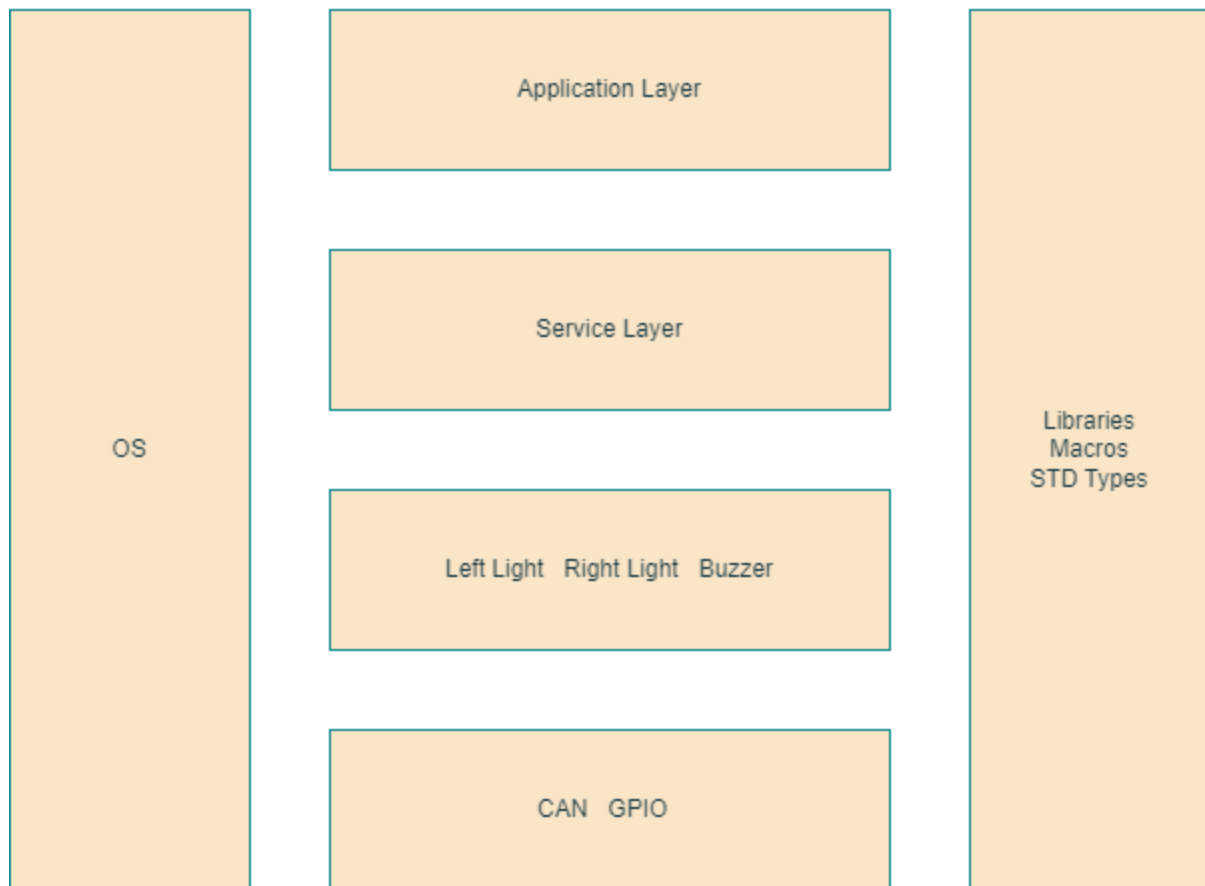 Application Layer
Service Layer
OS
Libraries
Macros
STD Types
Left Light Right Light Buzzer
CAN GPIO